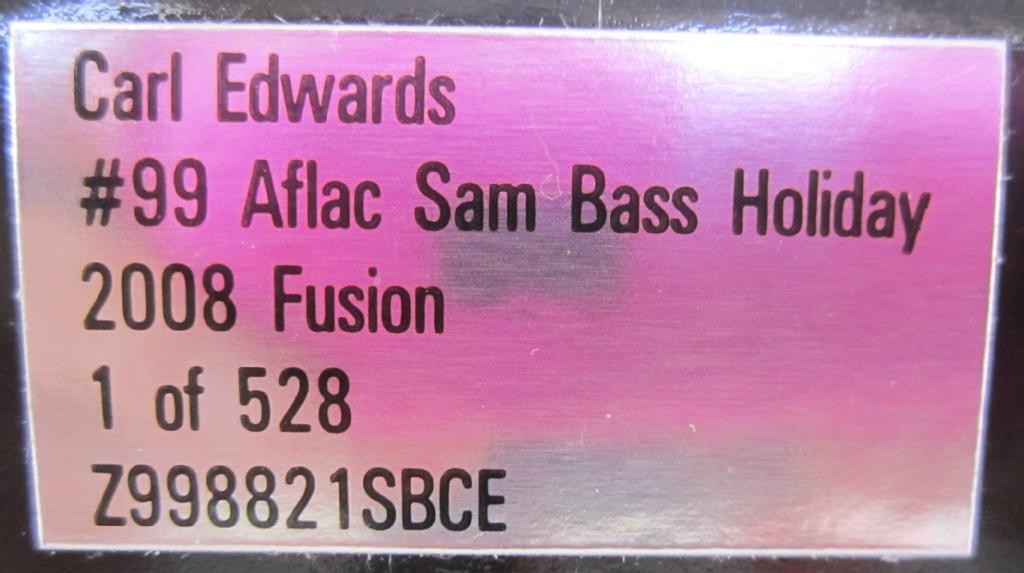 Carl Edwards
#99 Aflac Sam Bass Holiday
2008 Fusion
1 of 528
Z998821SBCE